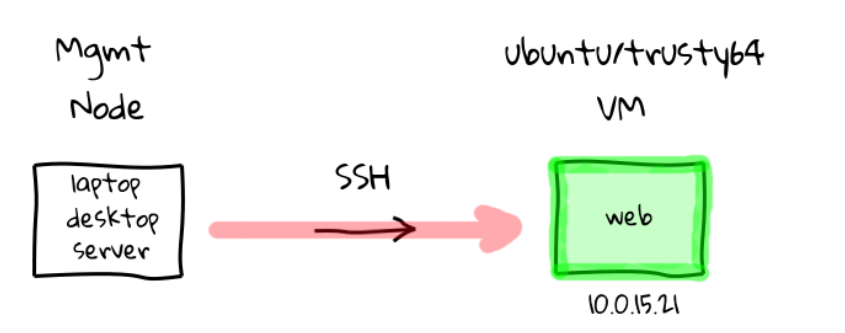 Mgmt
Node
laptop
desktop
server
SSH
ubuntu/trusty64
VM
web
10.0.15.21